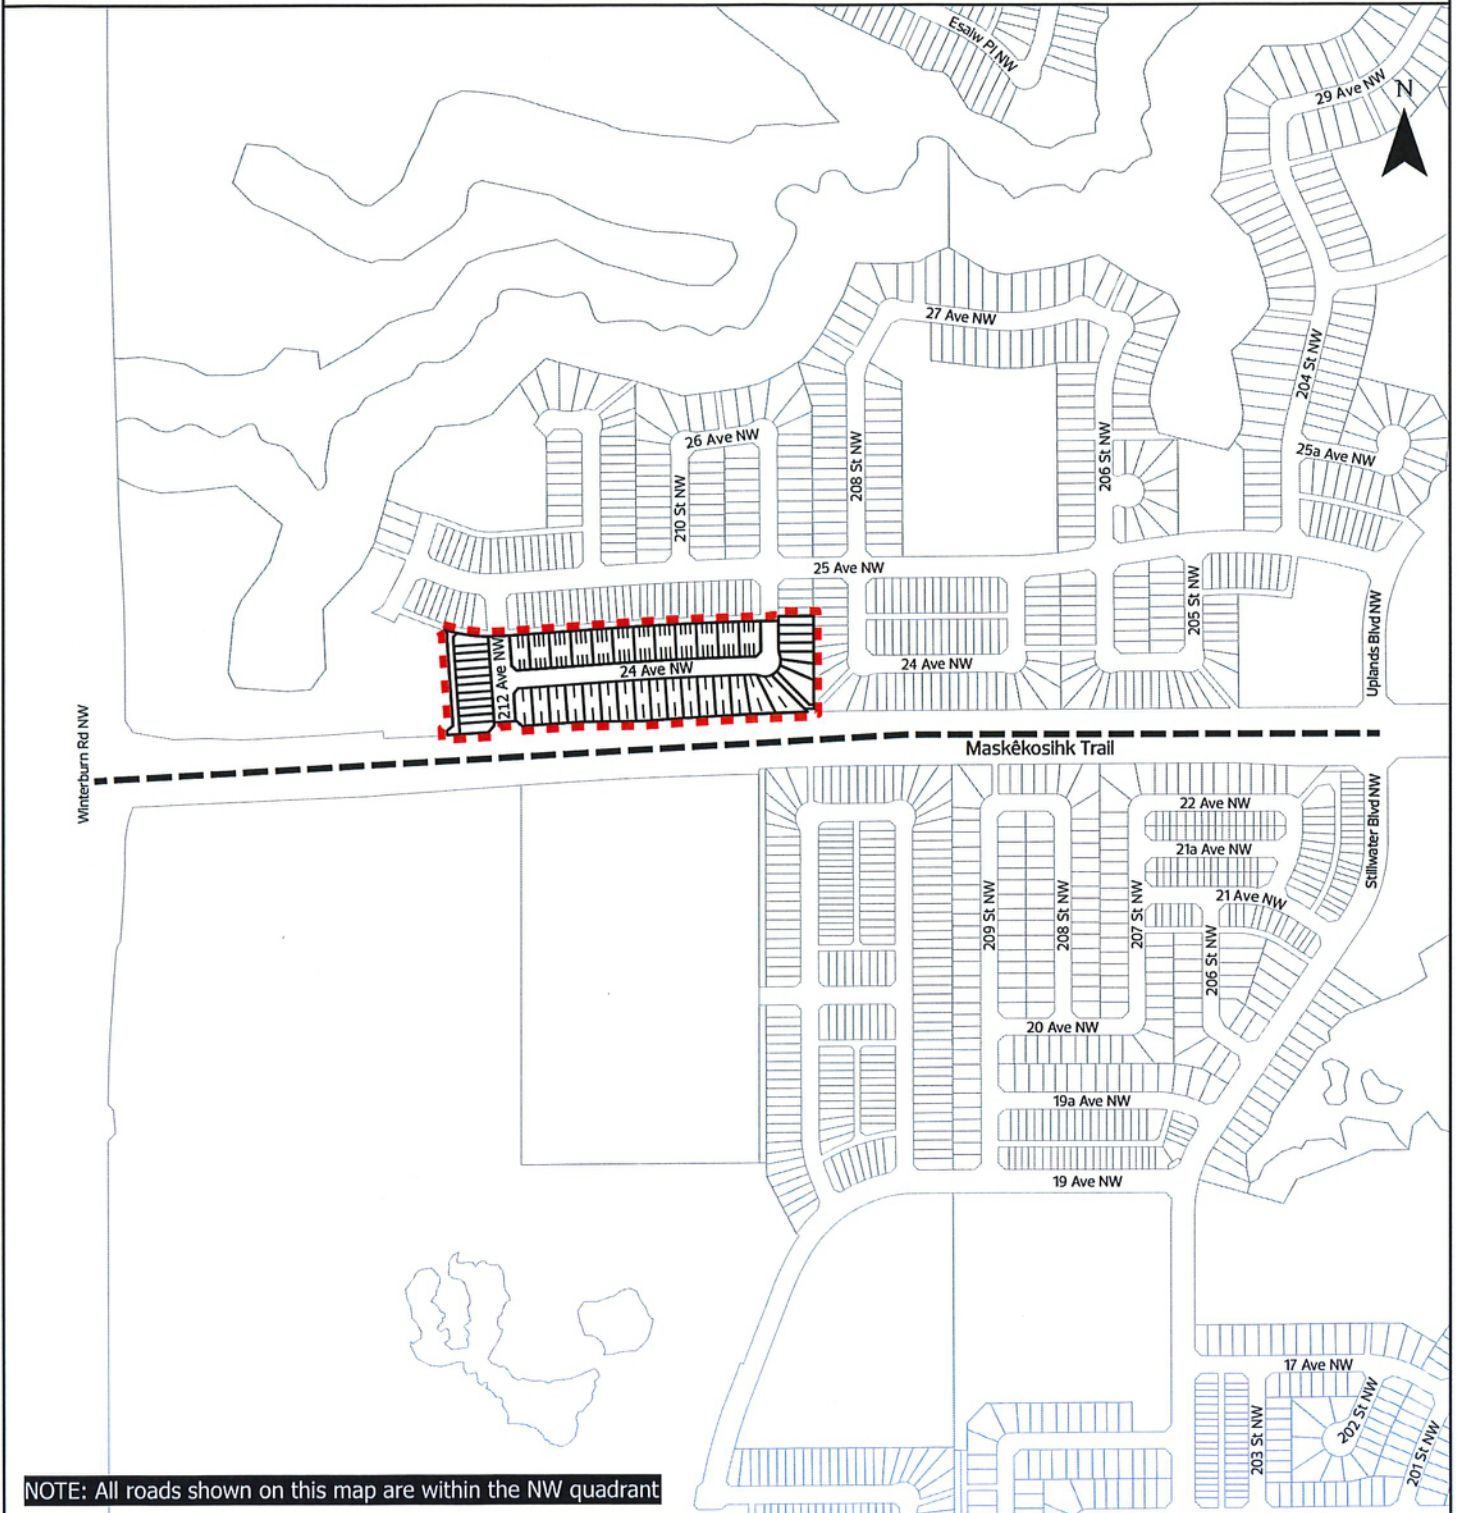 Esaiw Pl NW
29 Ave NW
N
27 Ave NW
204 St NW
26 Ave NW
208 St NW
206 St NW
25a Ave NW
210 St NW
25 Ave NW
205 St NW
Uplands Blvd NW
212 Ave NW
24 Ave NW
24 Ave NW
Winterburn Rd NW
Maskêkosihk Trail
22 Ave NW
21a Ave NW
Stillwater Blvd NW
21 Ave NW
209 St NW
208 St NW
207 St NW
206 St NW
20 Ave NW
19a Ave NW
19 Ave NW
17 Ave NW
203 St NW
202 St NW
201 St NW
NOTE: All roads shown on this map are within the NW quadrant